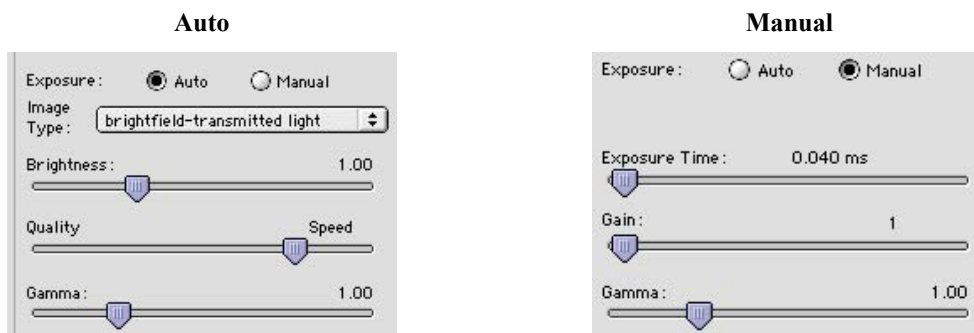 Auto
Exposure: Auto Manual
Image
Type: brightfield-transmitted light
Brightness: 1.00
Quality Speed
Gamma: 1.00
Manual
Exposure: Auto Manual
Exposure Time: 0.040 ms
Gain: 1
Gamma: 1.00